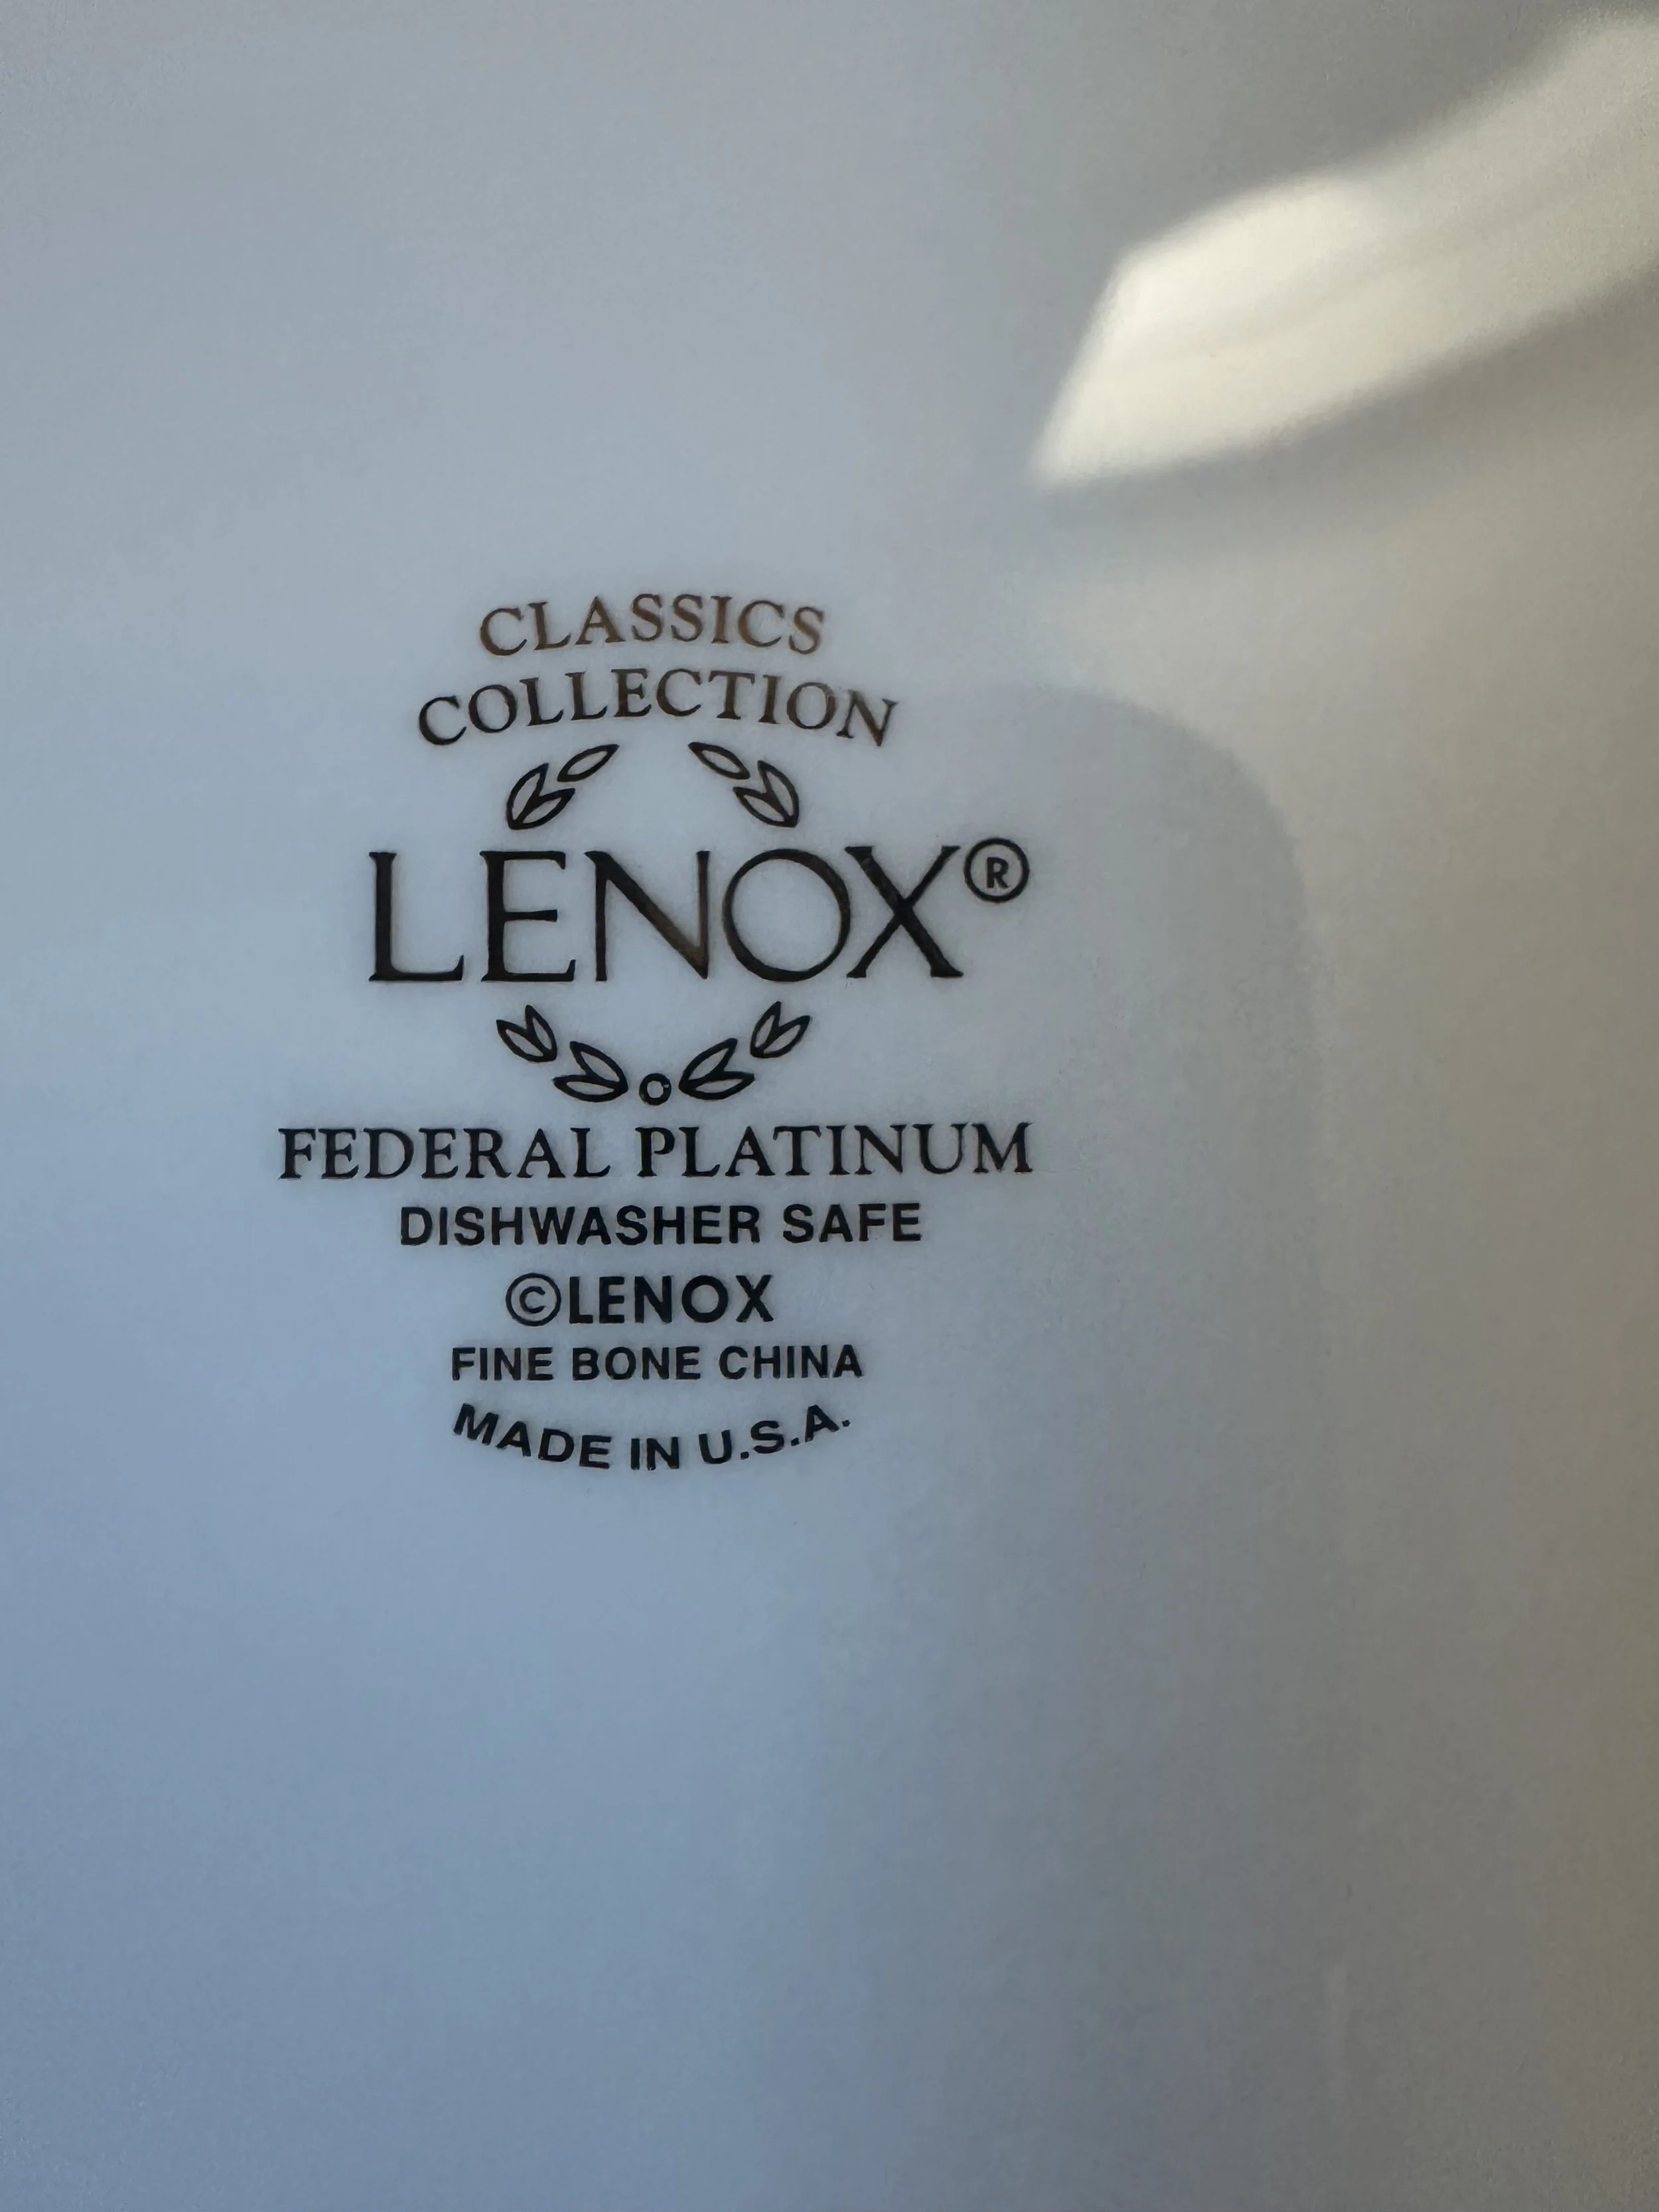 CLASSICS
COLLECTION
LENOX®
FEDERAL PLATINUM
DISHWASHER SAFE
©LENOX
FINE BONE CHINA
MADE IN U.S.A.